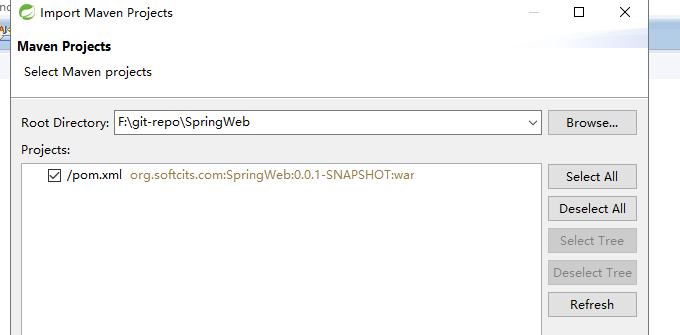 Import Maven Projects
Maven Projects
Select Maven projects
Root Directory: F:\git-repo\SpringWeb Browse...
Projects:
/pom.xml org.softcits.com:SpringWeb:0.0.1-SNAPSHOT:war
Select All
Deselect All
Select Tree
Deselect Tree
Refresh